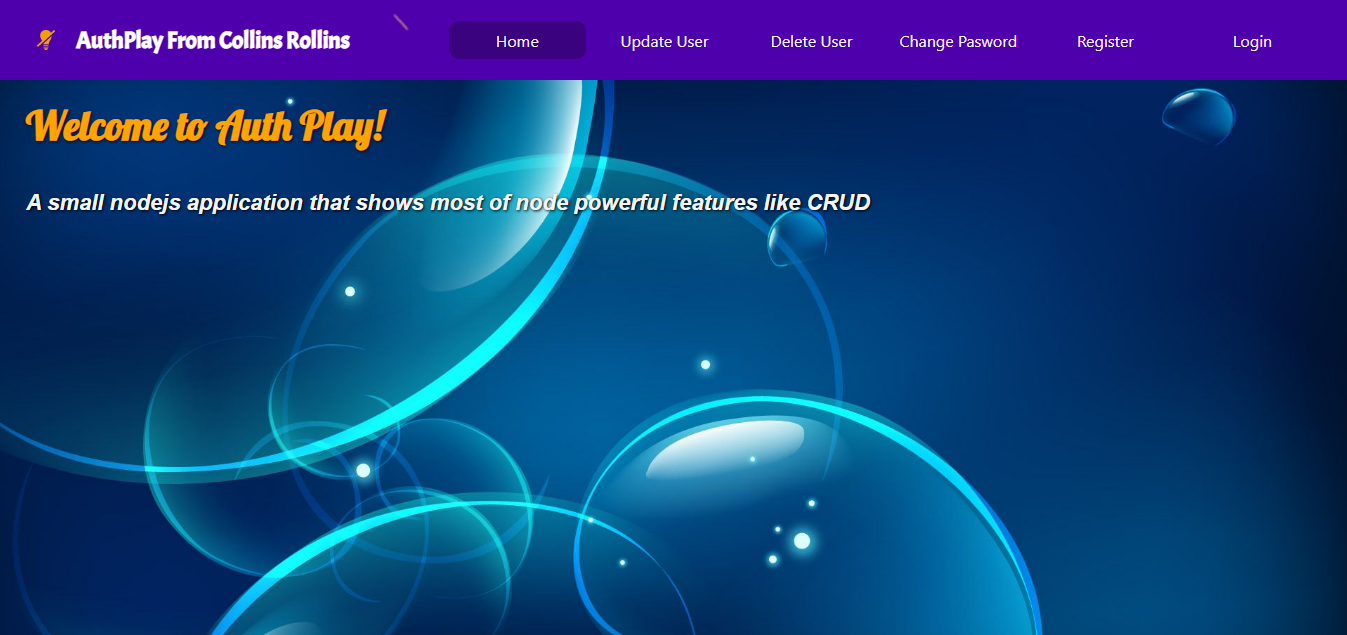 AuthPlay From Collins Rollins
Home
Update User
Delete User
Change Pasword
Register
Login
Welcome to Auth Play!
A small nodejs application that shows most of node powerful features like CRUD